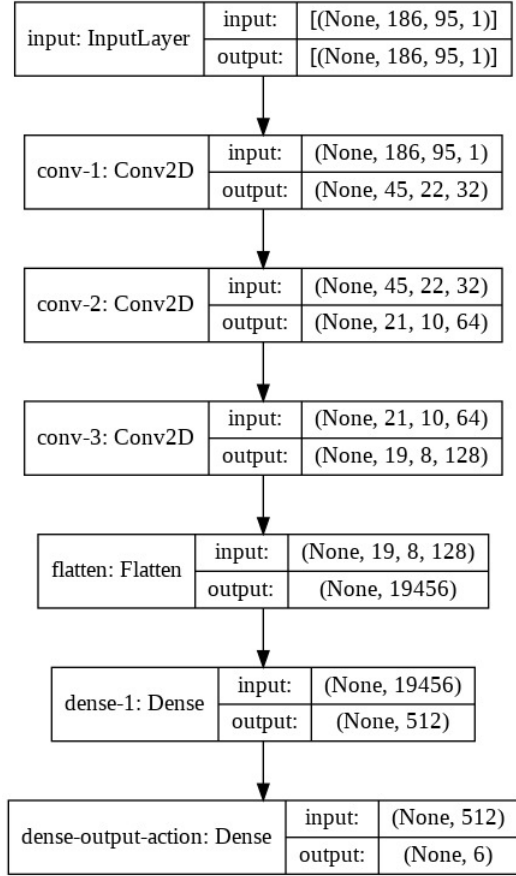 input: InputLayer
input: [(None, 186, 95, 1)]
output: [(None, 186, 95, 1)]
conv-1: Conv2D
input: (None, 186, 95, 1)
output: (None, 45, 22, 32)
conv-2: Conv2D
input: (None, 45, 22, 32)
output: (None, 21, 10, 64)
conv-3: Conv2D
input: (None, 21, 10, 64)
output: (None, 19, 8, 128)
flatten: Flatten
input: (None, 19, 8, 128)
output: (None, 19456)
dense-1: Dense
input: (None, 19456)
output: (None, 512)
dense-output-action: Dense
input: (None, 512)
output: (None, 6)